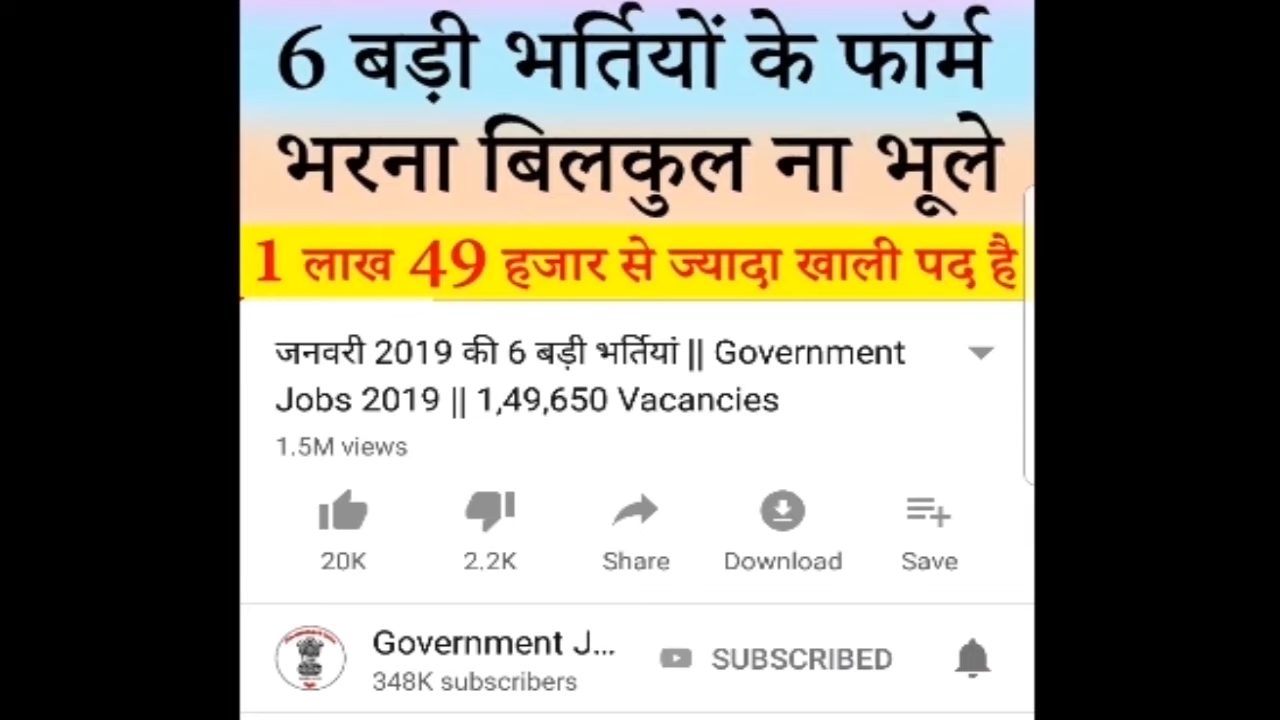 6 बड़ी भर्तियों के फॉर्म
भरना बिलकुल ना भूले
1 लाख 49 हजार से ज्यादा खाली पद है
जनवरी 2019 की 6 बड़ी भर्तियां || Government
Jobs 2019 || 1,49,650 Vacancies
1.5M views
20K 2.2K Share Download Save
Government J... SUBSCRIBED
348K subscribers